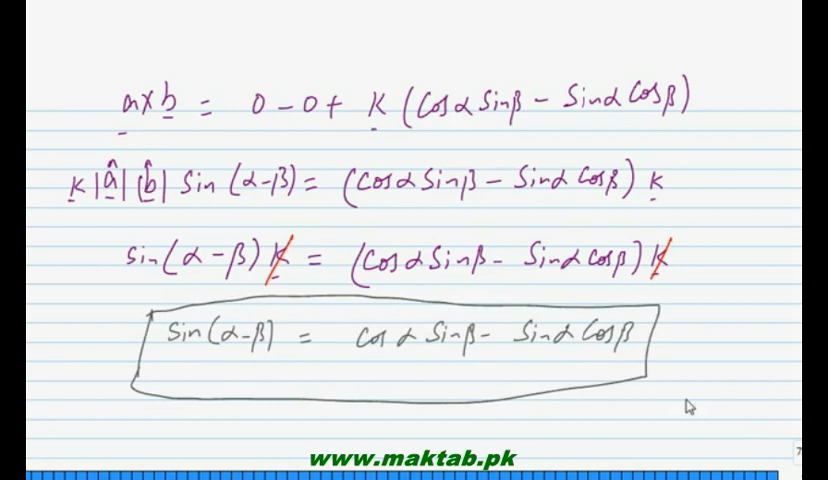 a×b = 0 - 0 + K (Cosα Sinβ - Sinα Cosβ)
K |â| |b̂| Sin (α-β) = (Cosα Sinβ - Sinα Cosβ) K
Sin(α-β) K = (Cosα Sinβ - Sinα Cosβ) K
Sin(α-β) = Cosα Sinβ - Sinα Cosβ
www.maktab.pk
7